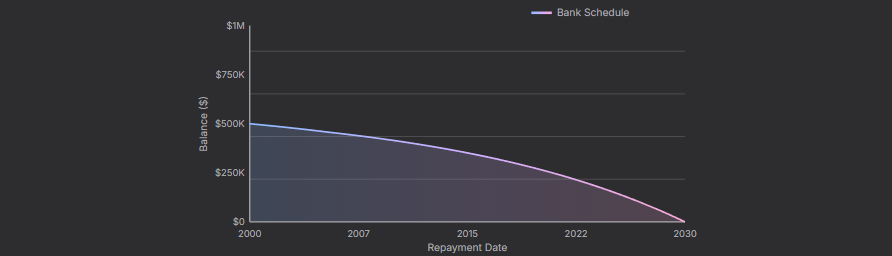 Bank Schedule
$1M
$750K
$500K
$250K
$0
Balance ($)
2000 2007 2015 2022 2030
Repayment Date